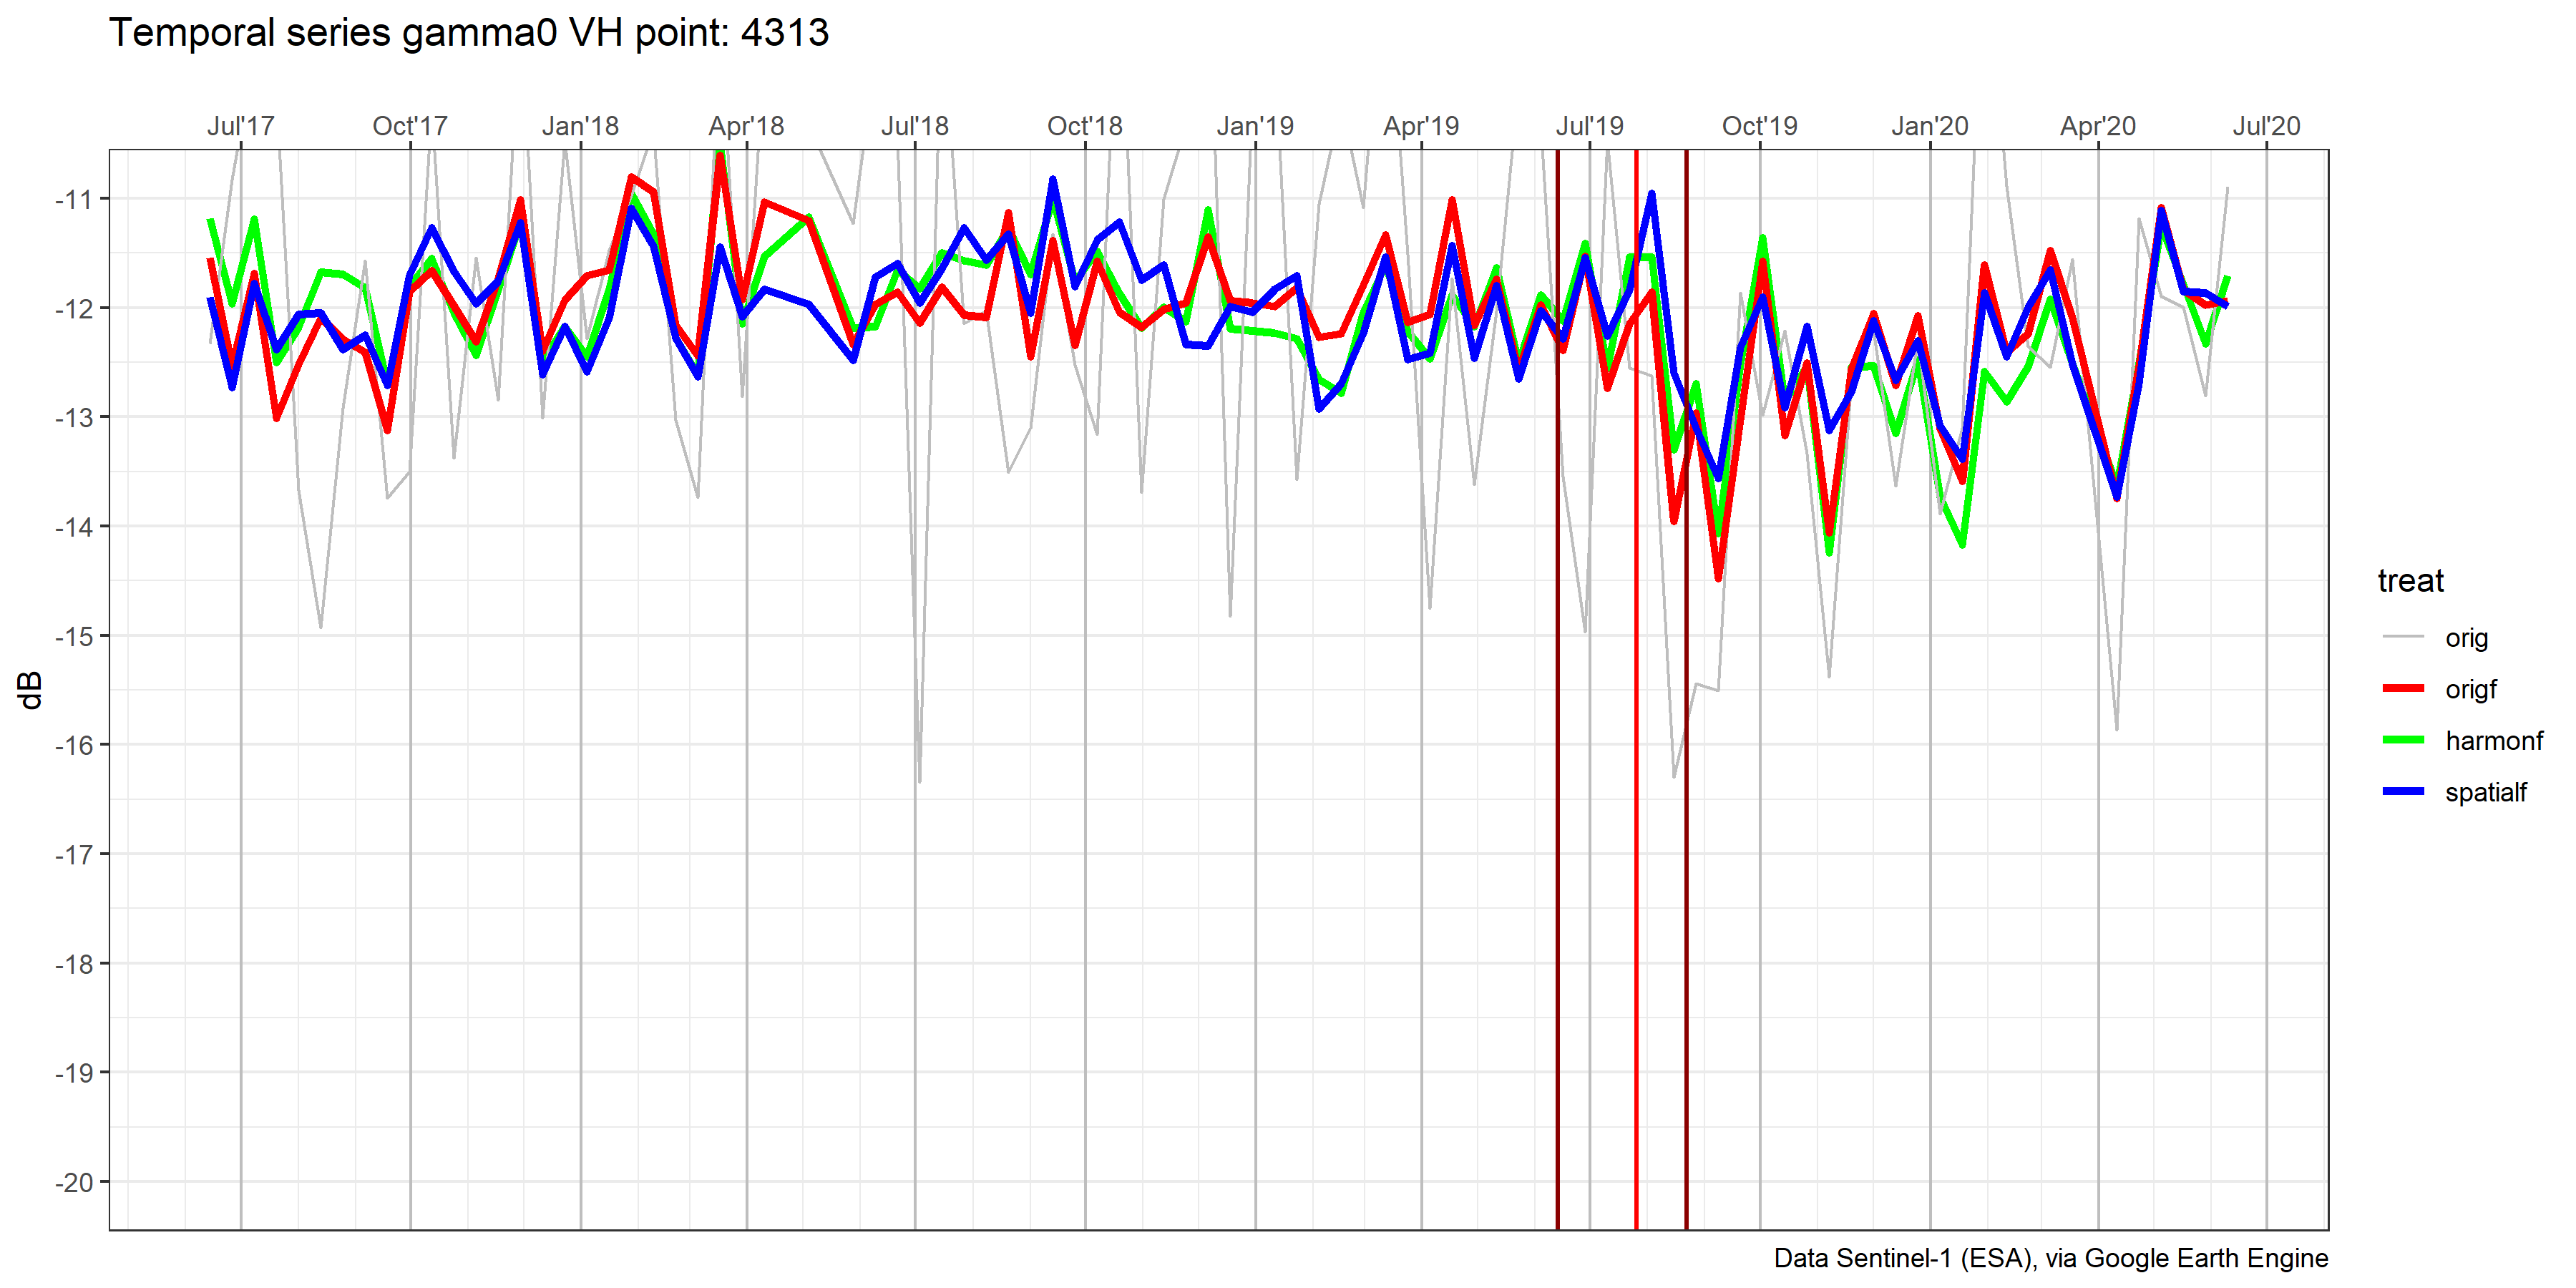 Temporal series gamma0 VH point: 4313
Jul'17 Oct'17 Jan'18 Apr'18 Jul'18 Oct'18 Jan'19 Apr'19 Jul'19 Oct'19 Jan'20 Apr'20 Jul'20
-11
-12
-13
-14
-15
-16
-17
-18
-19
-20
dB
treat
orig
origf
harmonf
spatialf
Data Sentinel-1 (ESA), via Google Earth Engine